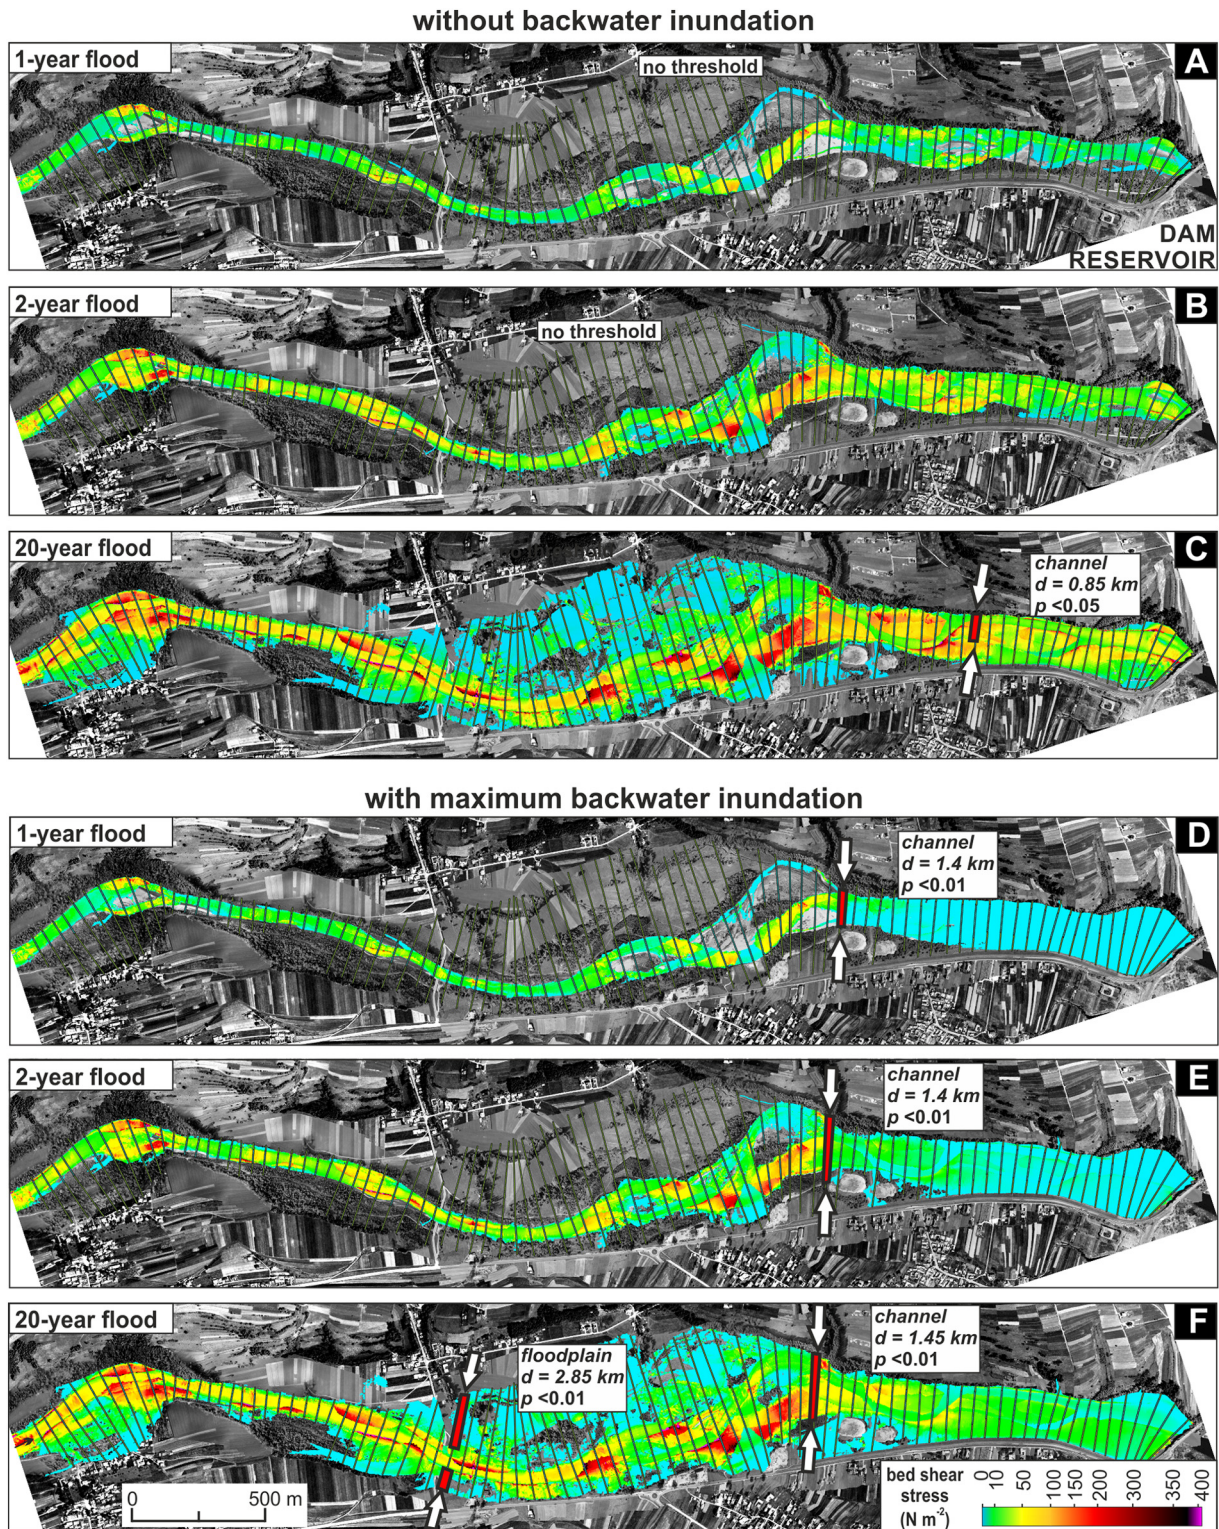 without backwater inundation
1-year flood
no threshold
A
DAM
RESERVOIR
2-year flood
no threshold
B
20-year flood
C
channel
d = 0.85 km
p <0.05
with maximum backwater inundation
1-year flood
D
channel
d = 1.4 km
p <0.01
2-year flood
E
channel
d = 1.4 km
p <0.01
20-year flood
F
channel
d = 1.45 km
p <0.01
floodplain
d = 2.85 km
p <0.01
0 500 m
bed shear
stress
(N m-2)
0 10 50 100 150 200 300 350 400